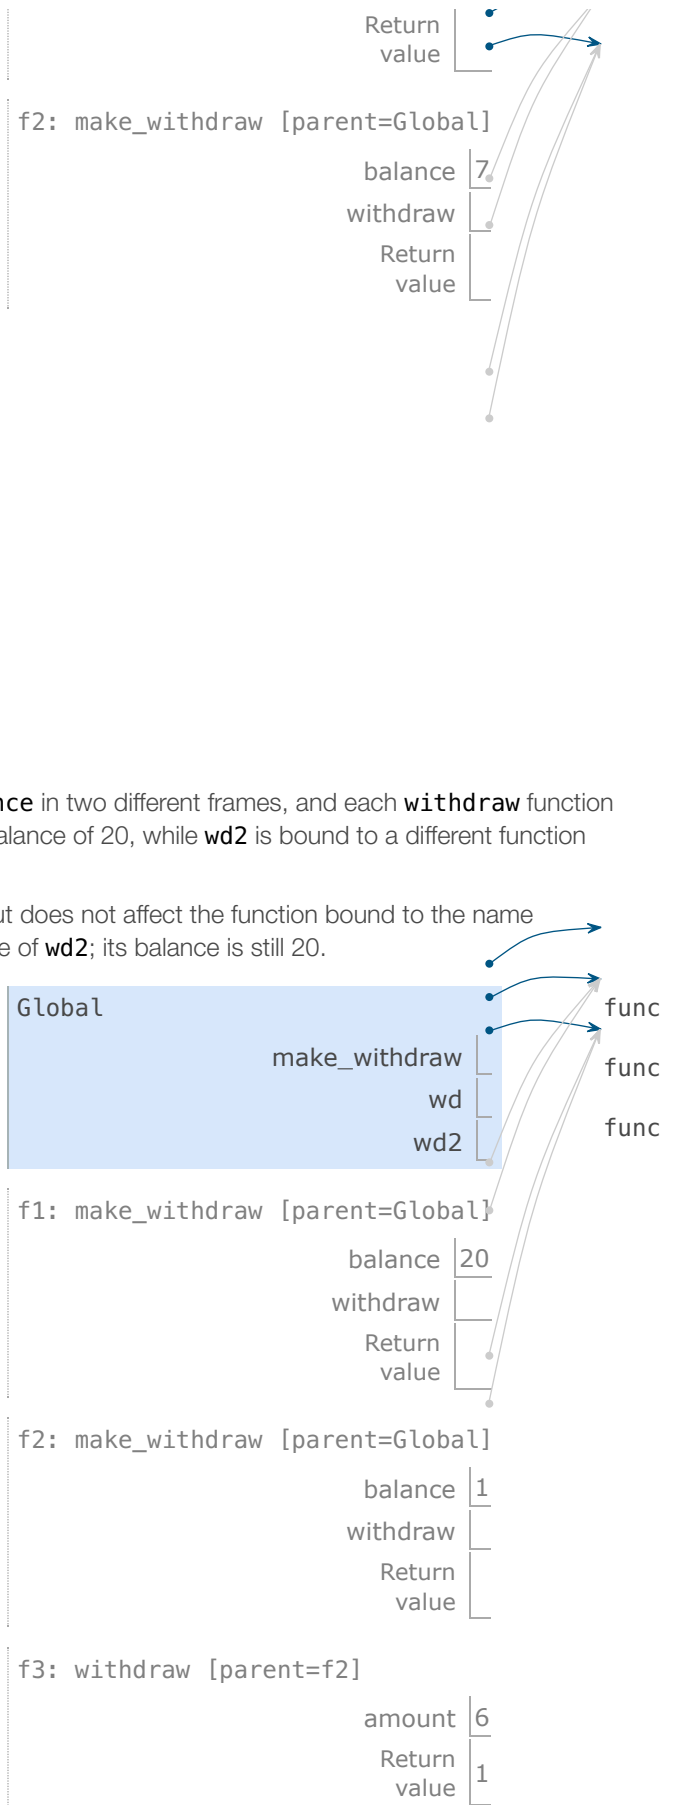 Return
value
f2: make_withdraw [parent=Global]
balance 7
withdraw
Return
value
nce in two different frames, and each withdraw function
alance of 20, while wd2 is bound to a different function
ut does not affect the function bound to the name
e of wd2; its balance is still 20.
Global
func
make_withdraw
func
wd
wd2
func
f1: make_withdraw [parent=Global]
balance 20
withdraw
Return
value
f2: make_withdraw [parent=Global]
balance 1
withdraw
Return
value
f3: withdraw [parent=f2]
amount 6
Return
value 1